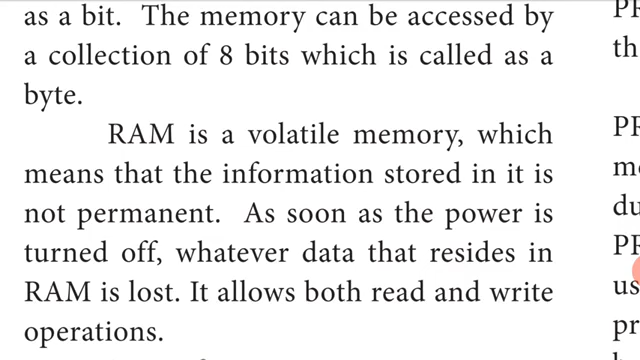 as a bit. The memory can be accessed by
a collection of 8 bits which is called as a
byte.
RAM is a volatile memory, which
means that the information stored in it is
not permanent. As soon as the power is
turned off, whatever data that resides in
RAM is lost. It allows both read and write
operations.